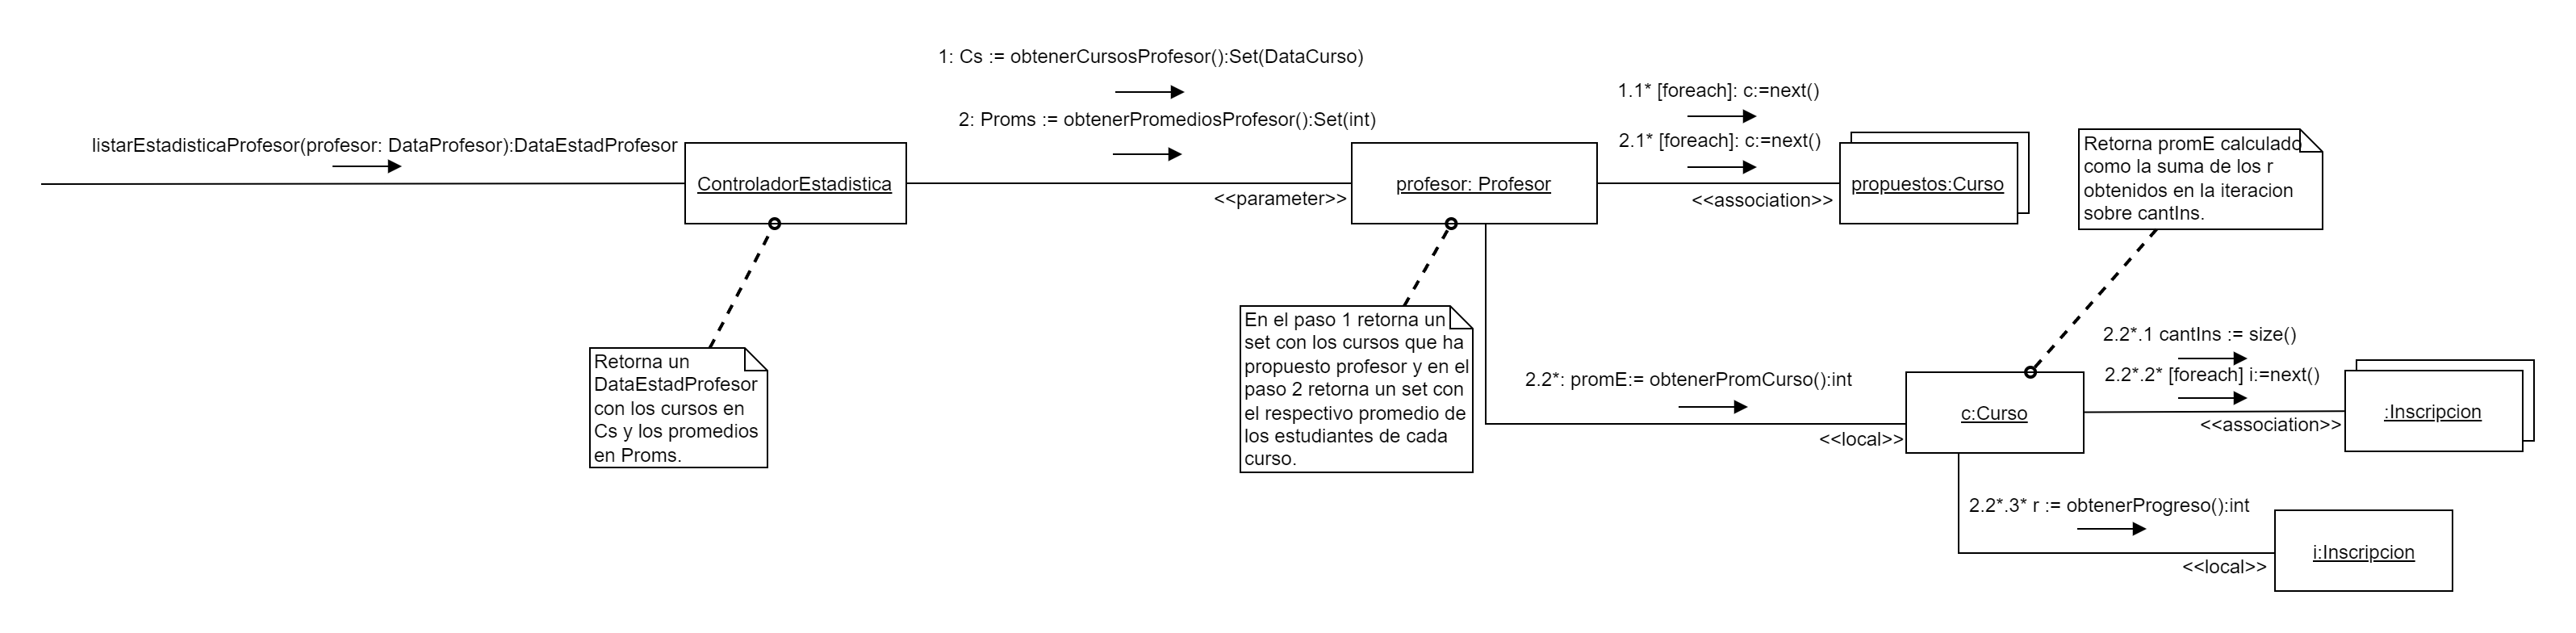 1: Cs := obtenerCursosProfesor():Set(DataCurso)
2: Proms := obtenerPromediosProfesor():Set(int)
1.1* [foreach]: c:=next()
2.1* [foreach]: c:=next()
listarEstadisticaProfesor(profesor: DataProfesor):DataEstadProfesor
ControladorEstadistica
<<parameter>>
profesor: Profesor
<<association>>
propuestos:Curso
Retorna promE calculado
como la suma de los r
obtenidos en la iteracion
sobre cantIns.
Retorna un
DataEstadProfesor
con los cursos en
Cs y los promedios
en Proms.
En el paso 1 retorna un
set con los cursos que ha
propuesto profesor y en el
paso 2 retorna un set con
el respectivo promedio de
los estudiantes de cada
curso.
2.2*: promE:= obtenerPromCurso():int
<<local>>
c:Curso
2.2*.1 cantIns := size()
2.2*.2* [foreach] i:=next()
<<association>>
:Inscripcion
2.2*.3* r := obtenerProgreso():int
<<local>>
i:Inscripcion